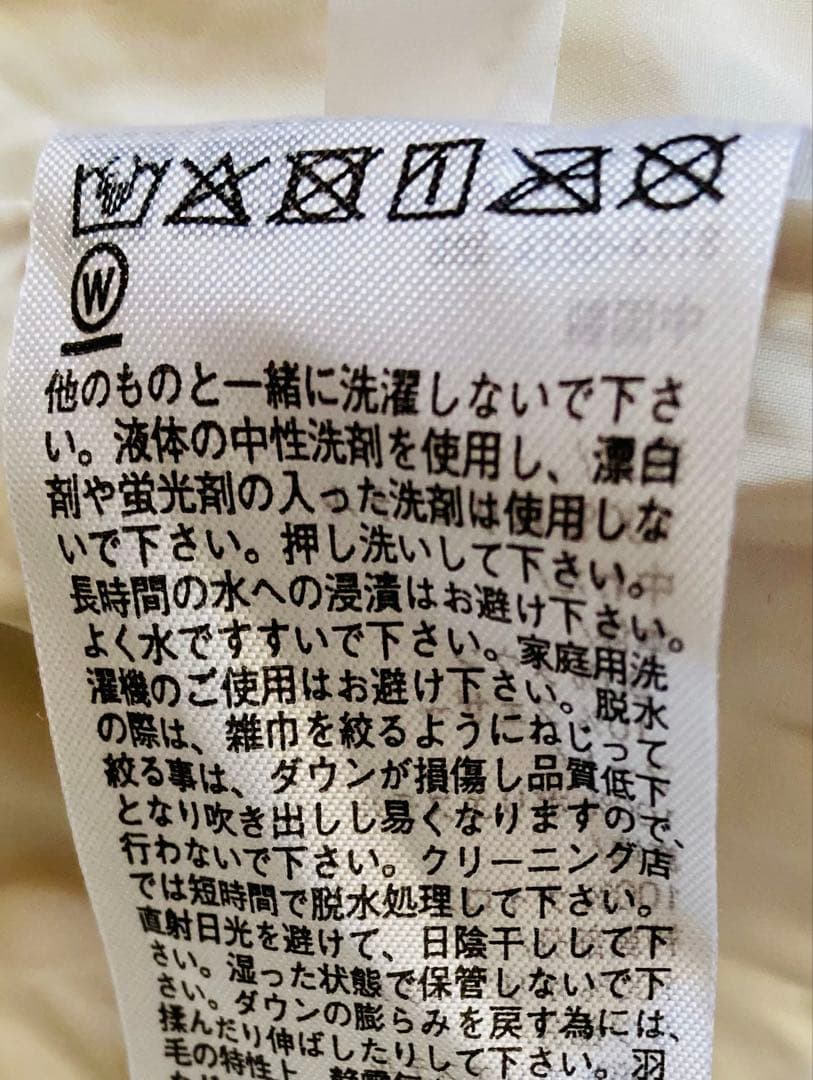 W
他のものと一緒に洗濯しないで下さ
い。液体の中性洗剤を使用し、漂白
剤や蛍光剤の入った洗剤は使用しな
いで下さい。押し洗いして下さい。
長時間の水への浸漬はお避け下さい。
よく水ですすいで下さい。家庭用洗
濯機のご使用はお避け下さい。脱水
の際は、雑巾を絞るようにねじって
絞る事は、ダウンが損傷し品質低下
となり吹き出しし易くなりますので、
行わないで下さい。クリーニング店
では短時間で脱水処理して下さい。
直射日光を避けて、日陰干しして下
さい。湿った状態で保管しないで下
さい。ダウンの膨らみを戻す為には、
揉んだり伸ばしたりして下さい。羽
毛の特性上、静電気